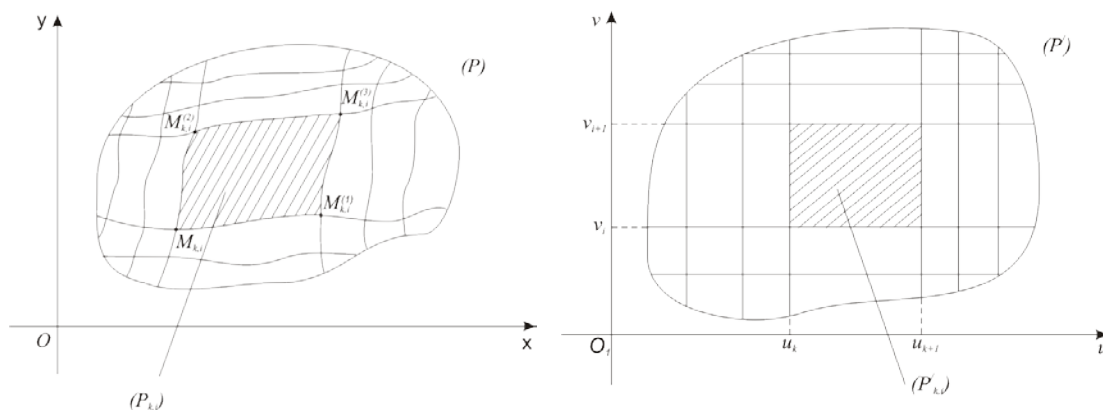 y
(P)
M_{k,i}^{(2)}
M_{k,i}^{(3)}
M_{k,i}^{(1)}
M_{k,i}
O
x
(P_{k,i})
v
(P′)
v_{i+1}
v_i
O_1
u_k
u_{k+1}
u
(P′_{k,i})